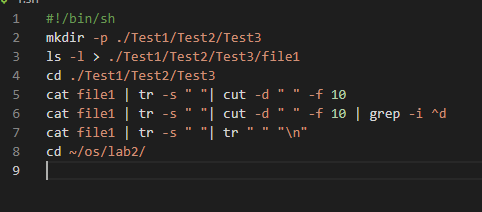 1 #!/bin/sh
2 mkdir -p ./Test1/Test2/Test3
3 ls -l > ./Test1/Test2/Test3/file1
4 cd ./Test1/Test2/Test3
5 cat file1 | tr -s " "| cut -d " " -f 10
6 cat file1 | tr -s " "| cut -d " " -f 10 | grep -i ^d
7 cat file1 | tr -s " "| tr " " "\n"
8 cd ~/os/lab2/
9